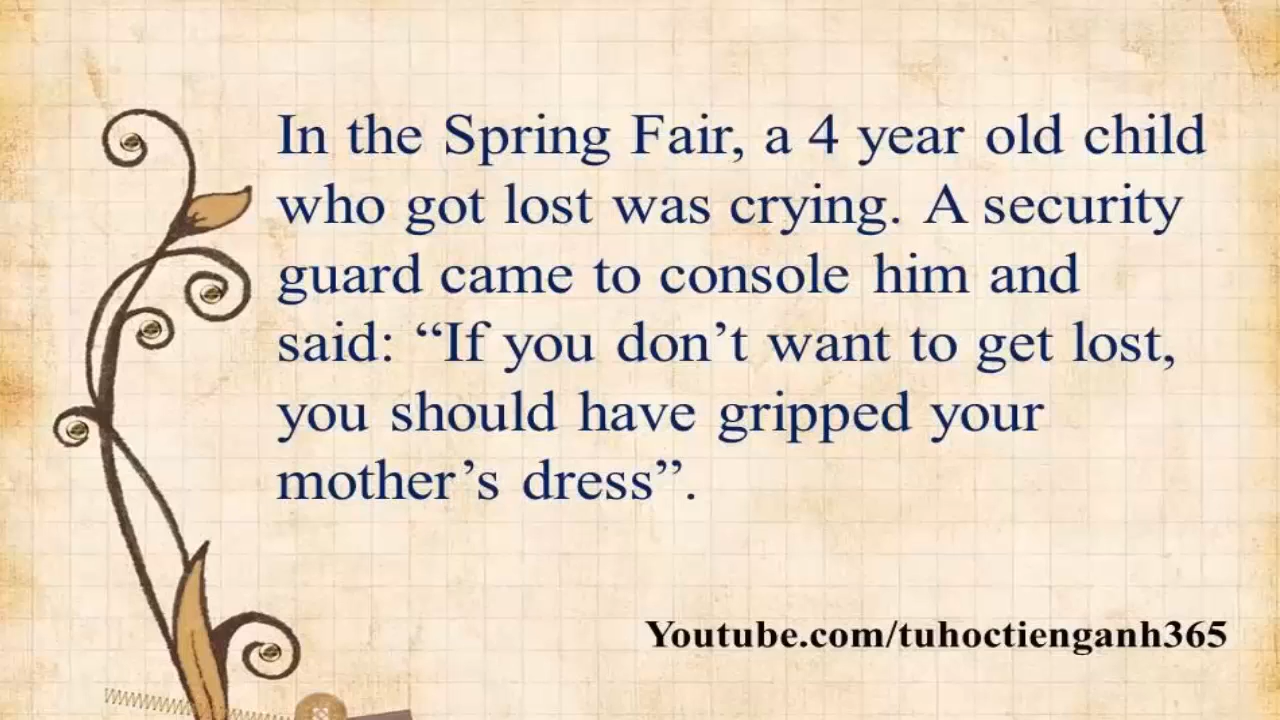 In the Spring Fair, a 4 year old child
who got lost was crying. A security
guard came to console him and
said: “If you don’t want to get lost,
you should have gripped your
mother’s dress”.
Youtube.com/tuhoctienganh365